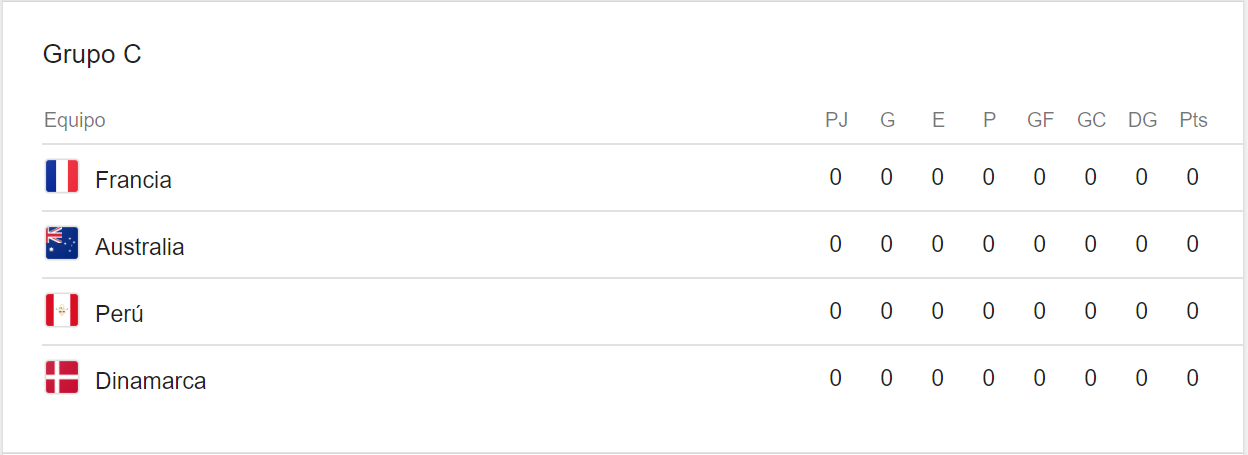 Grupo C
Equipo PJ G E P GF GC DG Pts
Francia 0 0 0 0 0 0 0 0
Australia 0 0 0 0 0 0 0 0
Perú 0 0 0 0 0 0 0 0
Dinamarca 0 0 0 0 0 0 0 0